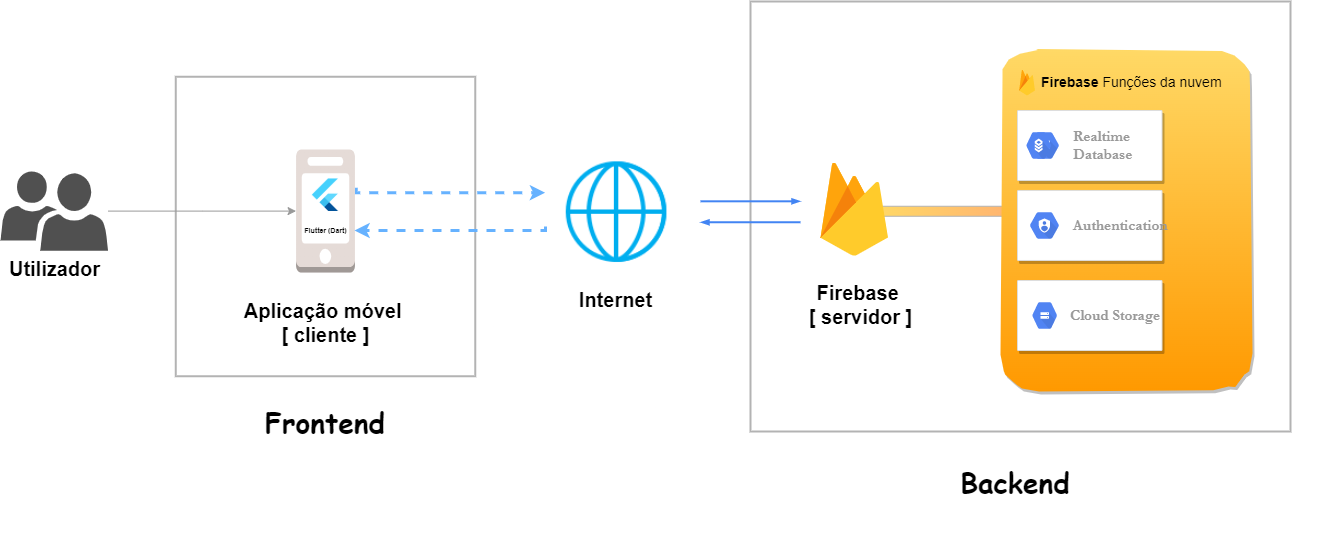 Utilizador
Flutter (Dart)
Aplicação móvel
[ cliente ]
Frontend
Internet
Firebase
[ servidor ]
Firebase Funções da nuvem
Realtime
Database
Authentication
Cloud Storage
Backend